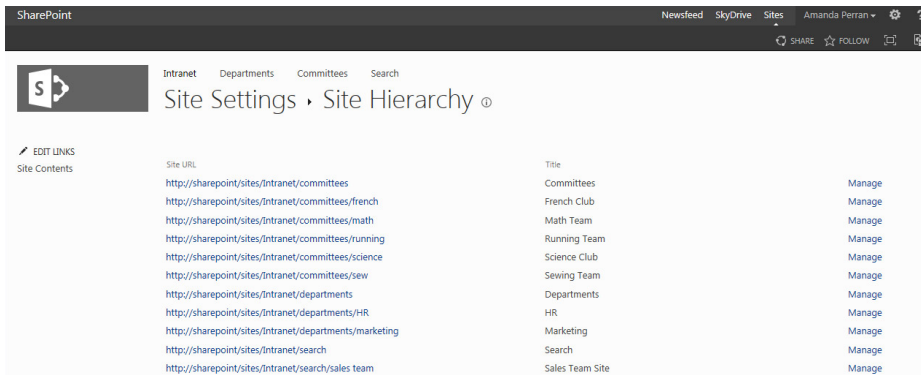 SharePoint Newsfeed SkyDrive Sites Amanda Perran ?
SHARE FOLLOW
S
Intranet Departments Committees Search
Site Settings Site Hierarchy
EDIT LINKS
Site Contents
Site URL Title
http://sharepoint/sites/Intranet/committees Committees Manage
http://sharepoint/sites/Intranet/committees/french French Club Manage
http://sharepoint/sites/Intranet/committees/math Math Team Manage
http://sharepoint/sites/Intranet/committees/running Running Team Manage
http://sharepoint/sites/Intranet/committees/science Science Club Manage
http://sharepoint/sites/Intranet/committees/sew Sewing Team Manage
http://sharepoint/sites/Intranet/departments Departments Manage
http://sharepoint/sites/Intranet/departments/HR HR Manage
http://sharepoint/sites/Intranet/departments/marketing Marketing Manage
http://sharepoint/sites/Intranet/search Search Manage
http://sharepoint/sites/Intranet/search/sales team Sales Team Site Manage